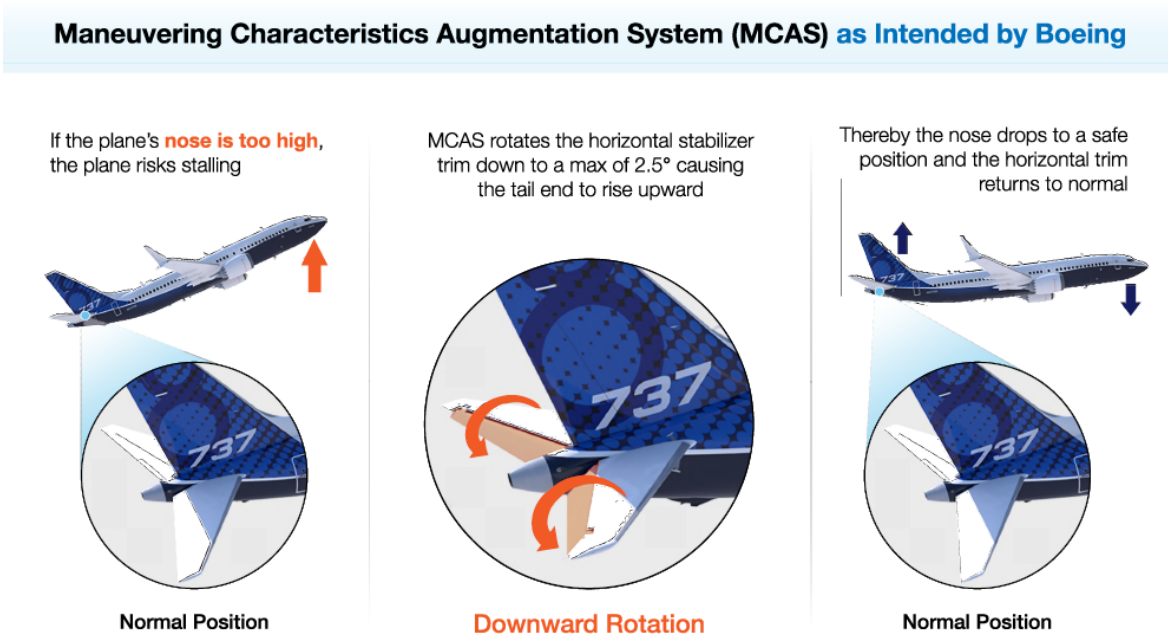 Maneuvering Characteristics Augmentation System (MCAS) as Intended by Boeing
If the plane's nose is too high,
the plane risks stalling
737
737
Normal Position
MCAS rotates the horizontal stabilizer
trim down to a max of 2.5° causing
the tail end to rise upward
737
Downward Rotation
Thereby the nose drops to a safe
position and the horizontal trim
returns to normal
737
737
Normal Position